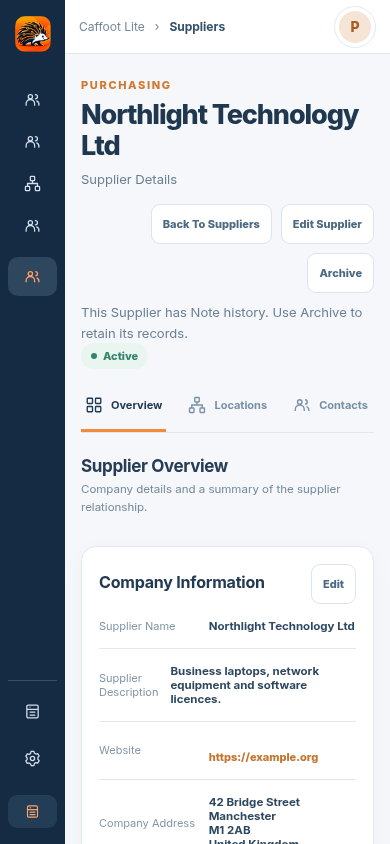 Caffoot Lite › Suppliers
P
PURCHASING
Northlight Technology
Ltd
Supplier Details
Back To Suppliers
Edit Supplier
Archive
This Supplier has Note history. Use Archive to
retain its records.
Active
Overview
Locations
Contacts
Supplier Overview
Company details and a summary of the supplier
relationship.
Company Information
Edit
Supplier Name
Northlight Technology Ltd
Supplier
Description
Business laptops, network
equipment and software
licences.
Website
https://example.org
Company Address
42 Bridge Street
Manchester
M1 2AB
United Kingdom